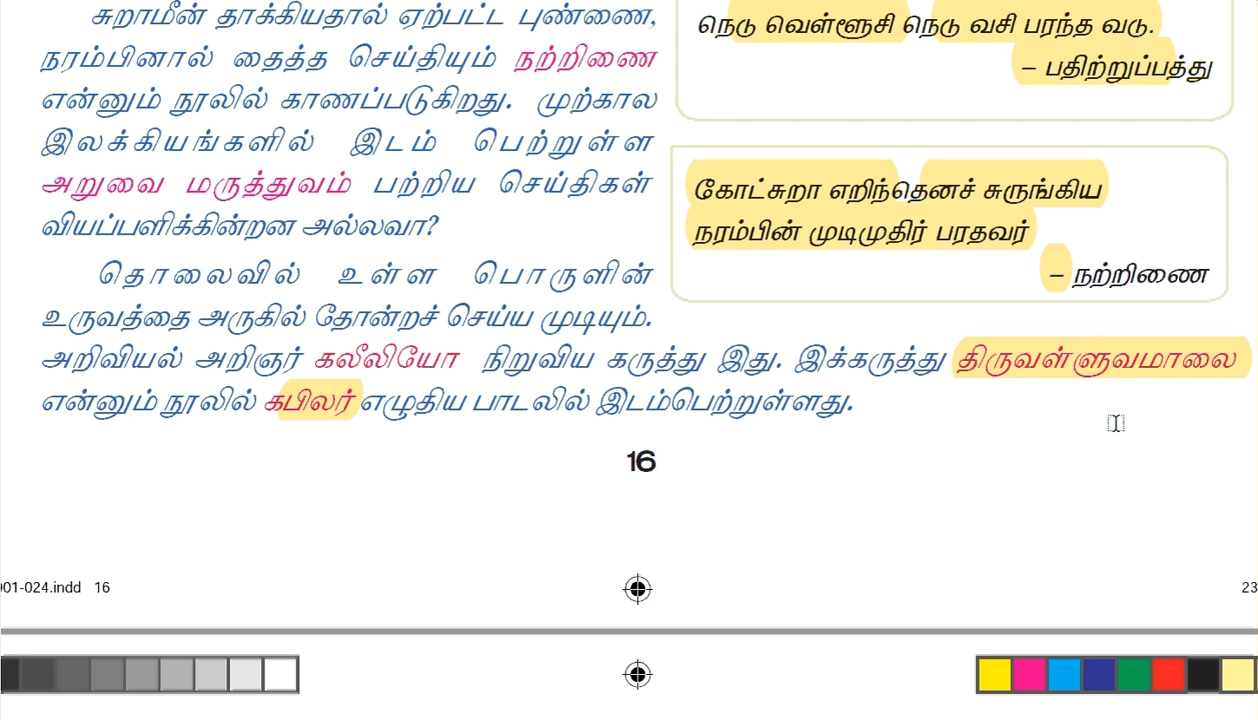 சுறாமீன் தாக்கியதால் ஏற்பட்ட புண்ணை,
நரம்பினால் தைத்த செய்தியும் நற்றிணை
என்னும் நூலில் காணப்படுகிறது. முற்கால
இலக்கியங்களில் இடம் பெற்றுள்ள
அறுவை மருத்துவம் பற்றிய செய்திகள்
வியப்பளிக்கின்றன அல்லவா?
நெடு வெள்ளூசி நெடு வசி பரந்த வடு.
– பதிற்றுப்பத்து
கோட்சுறா எறிந்தெனச் சுருங்கிய
நரம்பின் முடிமுதிர் பரதவர்
– நற்றிணை
தொலைவில் உள்ள பொருளின்
உருவத்தை அருகில் தோன்றச் செய்ய முடியும்.
அறிவியல் அறிஞர் கலீலியோ நிறுவிய கருத்து இது. இக்கருத்து திருவள்ளுவமாலை
என்னும் நூலில் கபிலர் எழுதிய பாடலில் இடம்பெற்றுள்ளது.
16
001-024.indd 16
23